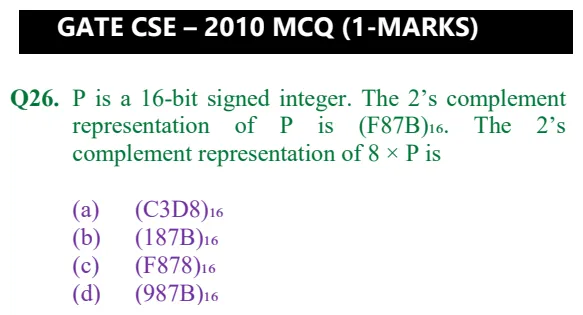 GATE CSE – 2010 MCQ (1-MARKS)
Q26. P is a 16-bit signed integer. The 2’s complement
representation of P is (F87B)₁₆. The 2’s
complement representation of 8 × P is
(a) (C3D8)₁₆
(b) (187B)₁₆
(c) (F878)₁₆
(d) (987B)₁₆